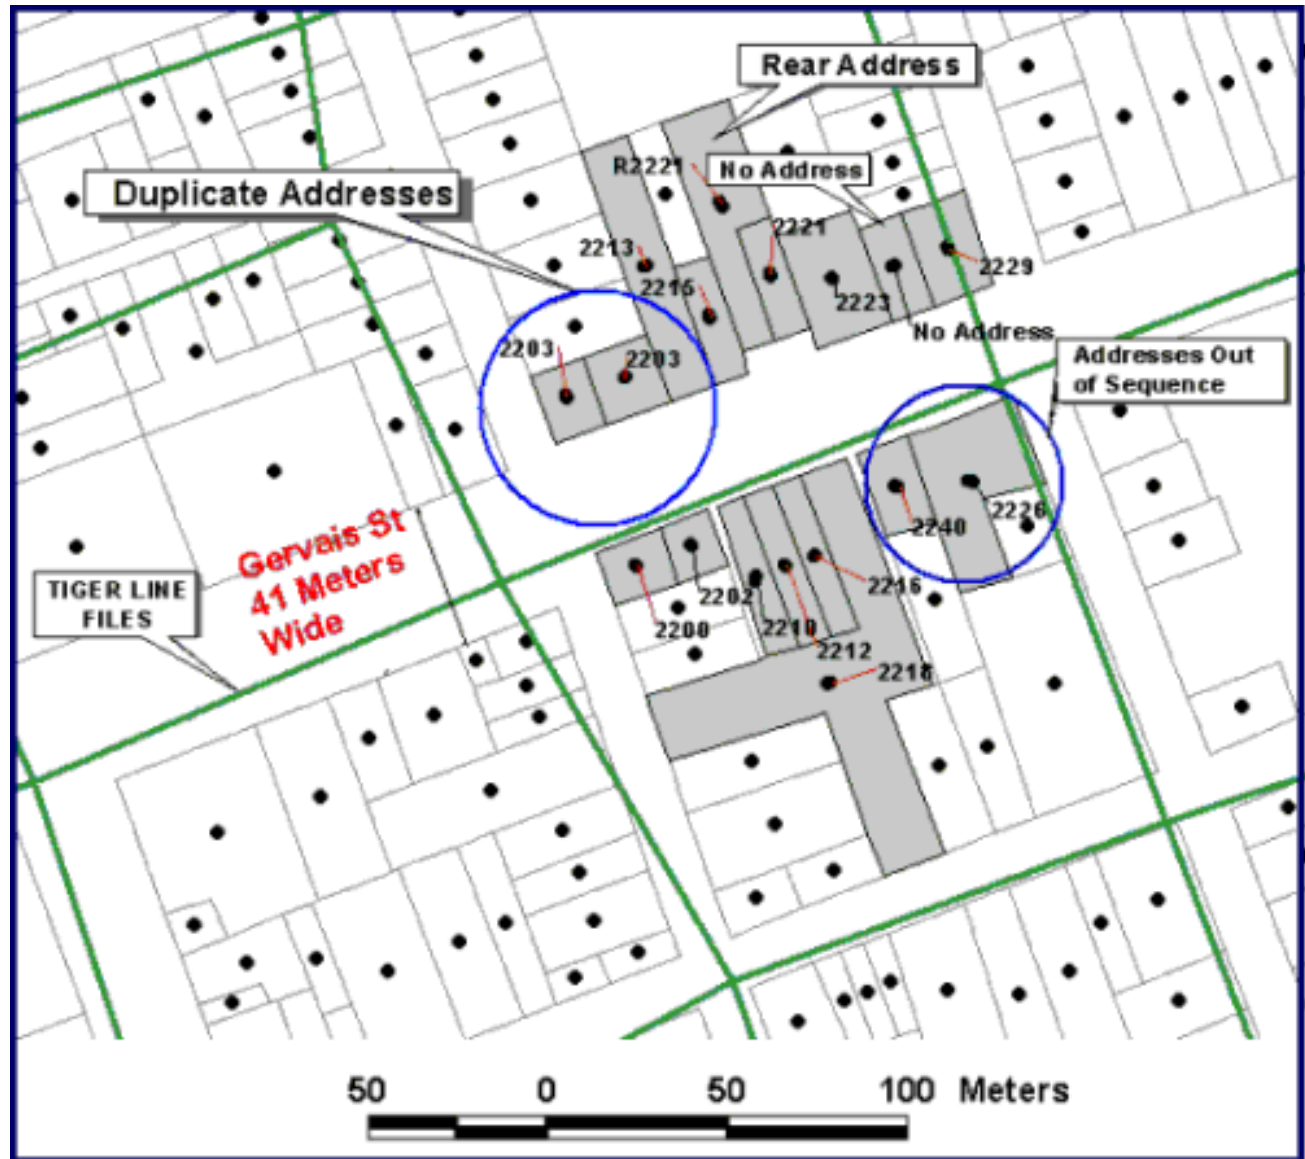 Rear Address
R2221
No Address
Duplicate Addresses
2221
2213
2229
2215
2223
No Address
2203
2203
Addresses Out
of Sequence
Gervais St
41 Meters
Wide
2240
2226
TIGER LINE
FILES
2202
2216
2200
2210
2212
2218
50 0 50 100 Meters